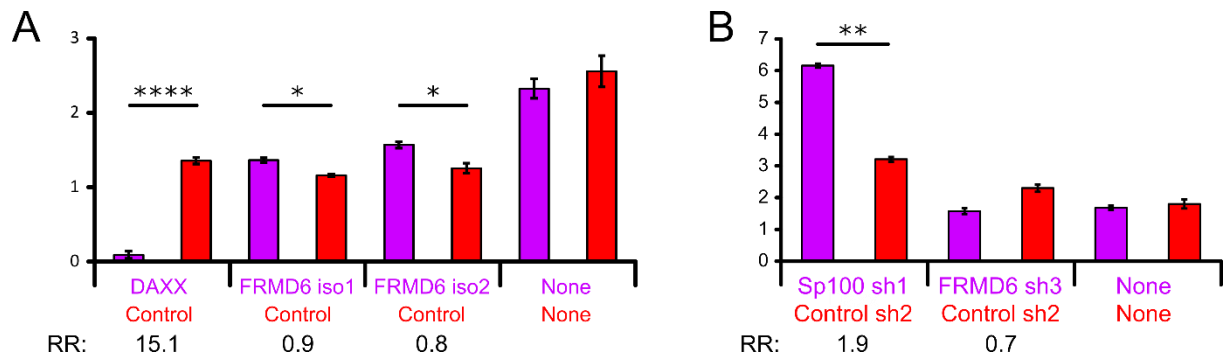 A
3
2
1
0
****
*
*
DAXX FRMD6 iso1 FRMD6 iso2 None
Control Control Control None
RR: 15.1 0.9 0.8
B
7
6
5
4
3
2
1
0
**
Sp100 sh1 FRMD6 sh3 None
Control sh2 Control sh2 None
RR: 1.9 0.7